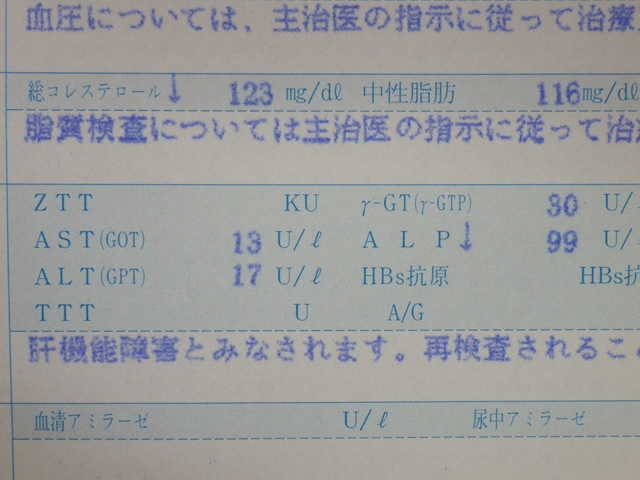 血圧については、主治医の指示に従って治療
総コレステロール↓ 123 mg/dℓ 中性脂肪 116 mg/dℓ
脂質検査については主治医の指示に従って治
ZTT KU γ-GT(γ-GTP) 30 U/
AST(GOT) 13 U/ℓ ALP↓ 99 U/
ALT(GPT) 17 U/ℓ HBs抗原 HBs抗
TTT U A/G
肝機能障害とみなされます。再検査されるこ
血清アミラーゼ U/ℓ 尿中アミラーゼ